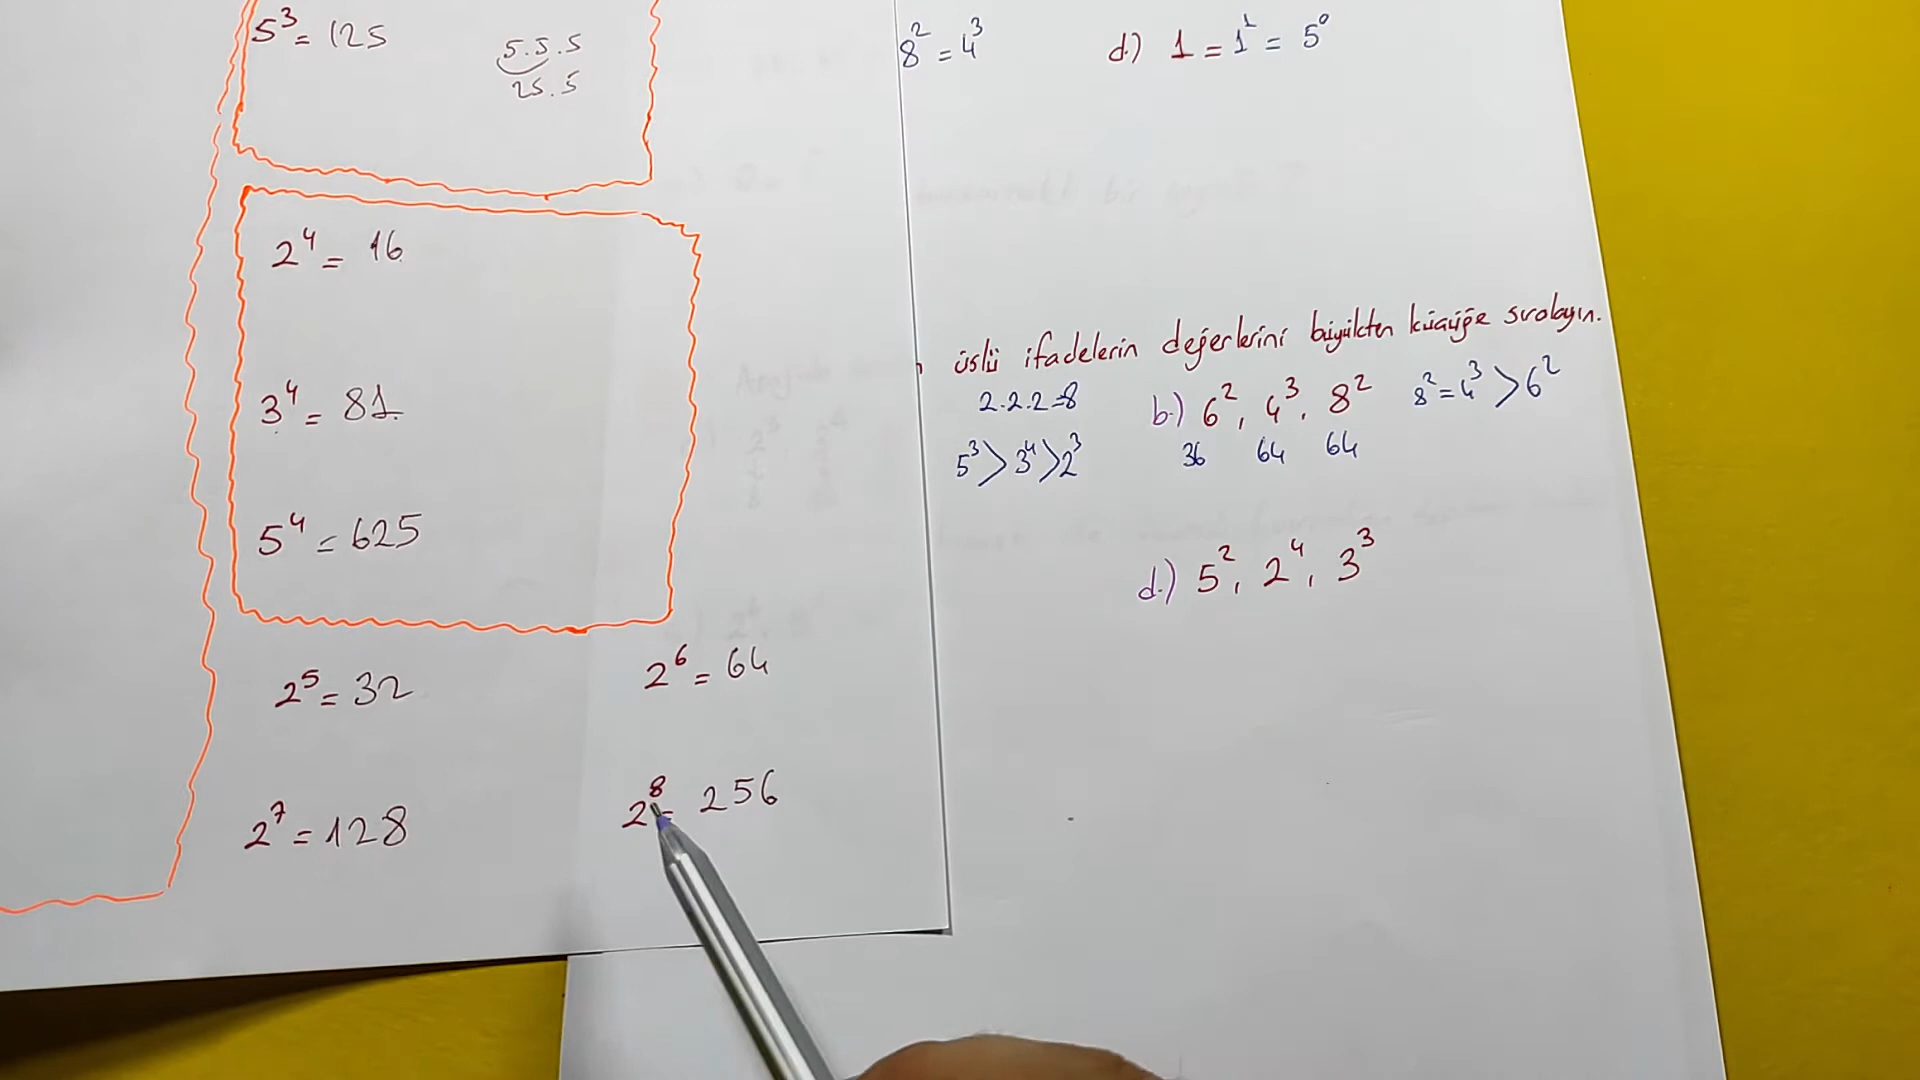 5³ = 125
5.5.5
25.5
2⁴ = 16
3⁴ = 81
5⁴ = 625
2⁵ = 32
2⁶ = 64
2⁷ = 128
2⁸ = 256
8² = 4³
d.) 1 = 1¹ = 5⁰
üslü ifadelerin değerlerini büyükten küçüğe sıralayın.
2.2.2=8
5³ > 3⁴ > 2³
b.) 6², 4³, 8² 8² = 4³ > 6²
36 64 64
d.) 5², 2⁴, 3³